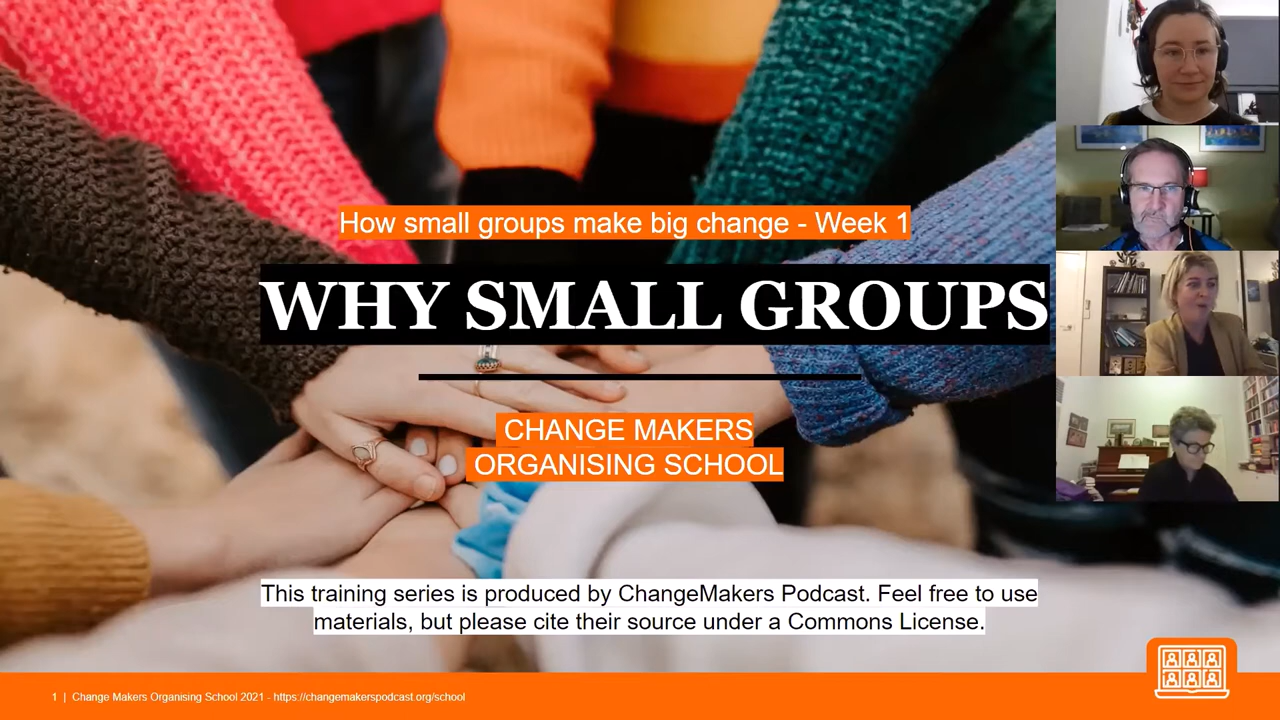 How small groups make big change - Week 1
WHY SMALL GROUPS
CHANGE MAKERS
ORGANISING SCHOOL
This training series is produced by ChangeMakers Podcast. Feel free to use
materials, but please cite their source under a Commons License.
1 | Change Makers Organising School 2021 - https://changemakerspodcast.org/school